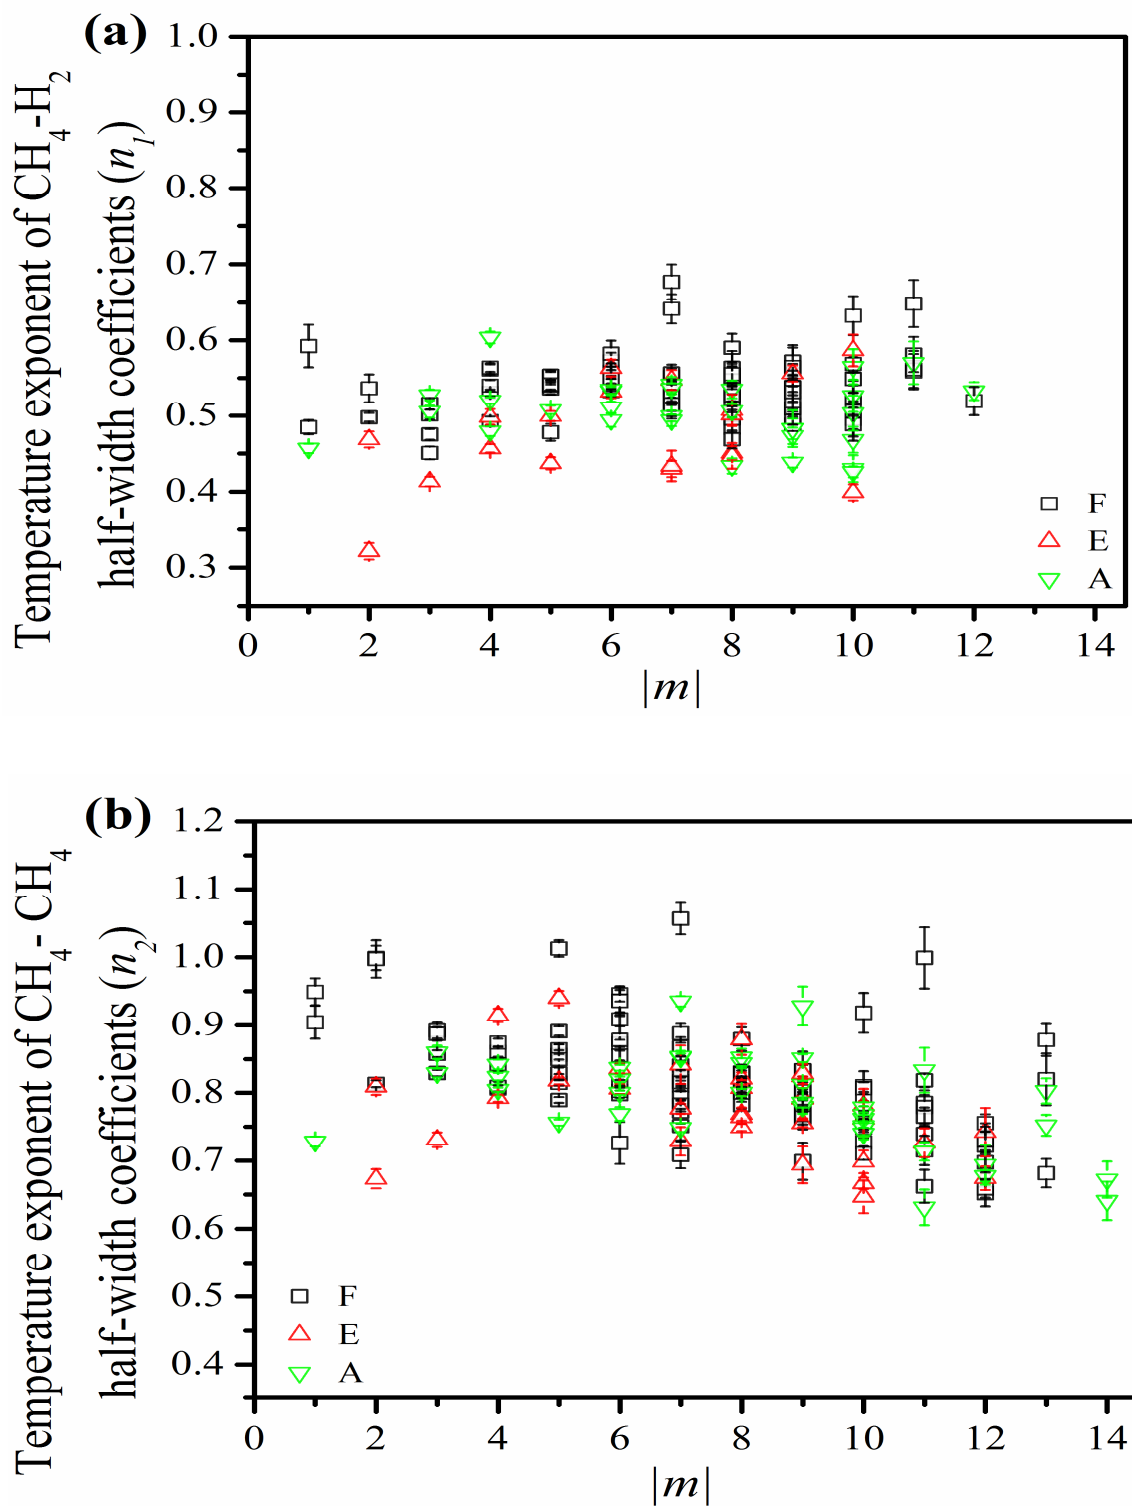 (a)
Temperature exponent of CH4-H2
half-width coefficients (n1)
1.0
0.9
0.8
0.7
0.6
0.5
0.4
0.3
F
E
A
0 2 4 6 8 10 12 14
|m|
(b)
Temperature exponent of CH4- CH4
half-width coefficients (n2)
1.2
1.1
1.0
0.9
0.8
0.7
0.6
0.5
0.4
F
E
A
0 2 4 6 8 10 12 14
|m|